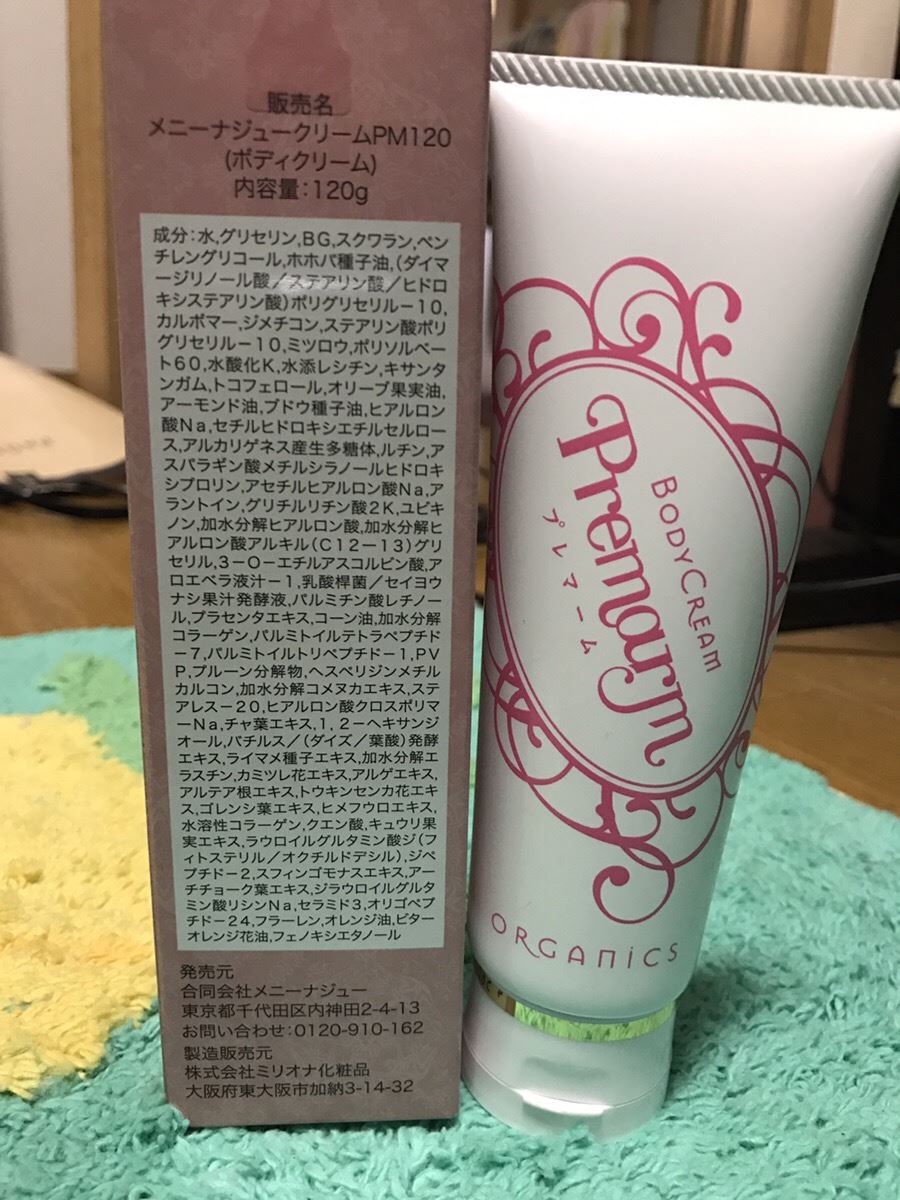 販売名
メニーナジュークリームPM120
(ボディクリーム)
内容量:120g
成分:水,グリセリン,BG,スクワラン,ペン
チレングリコール,ホホバ種子油,(ダイマ
ージリノール酸／ステアリン酸／ヒドロ
キシステアリン酸)ポリグリセリル－10,
カルボマー,ジメチコン,ステアリン酸ポリ
グリセリル－10,ミツロウ,ポリソルベー
ト60,水酸化K,水添レシチン,キサンタ
ンガム,トコフェロール,オリーブ果実油,
アーモンド油,ブドウ種子油,ヒアルロン
酸Na,セチルヒドロキシエチルセルロー
ス,アルカリゲネス産生多糖体,ルチン,ア
スパラギン酸メチルシラノールヒドロキ
シプロリン,アセチルヒアルロン酸Na,ア
ラントイン,グリチルリチン酸2K,ユビキ
ノン,加水分解ヒアルロン酸,加水分解ヒ
アルロン酸アルキル(C12－13)グリ
セリル,3－O－エチルアスコルビン酸,ア
ロエベラ液汁－1,乳酸桿菌／セイヨウ
ナシ果汁発酵液,パルミチン酸レチノー
ル,プラセンタエキス,コーン油,加水分解
コラーゲン,パルミトイルテトラペプチド
－7,パルミトイルトリペプチド－1,PV
P,プルーン分解物,ヘスペリジンメチル
カルコン,加水分解コメヌカエキス,ステ
アレス－20,ヒアルロン酸クロスポリマ
ーNa,チャ葉エキス,1,2－ヘキサンジ
オール,バチルス／(ダイズ／葉酸)発酵
エキス,ライマメ種子エキス,加水分解エ
ラスチン,カミツレ花エキス,アルゲエキス,
アルテア根エキス,トウキンセンカ花エキ
ス,ゴレンシ葉エキス,ヒメフウロエキス,
水溶性コラーゲン,クエン酸,キュウリ果
実エキス,ラウロイルグルタミン酸ジ(フ
ィトステリル／オクチルドデシル),ジペ
プチド－2,スフィンゴモナスエキス,アー
チチョーク葉エキス,ジラウロイルグルタ
ミン酸リシンNa,セラミド3,オリゴペプ
チド－24,フラーレン,オレンジ油,ビター
オレンジ花油,フェノキシエタノール
発売元
合同会社メニーナジュー
東京都千代田区内神田2-4-13
お問い合わせ:0120-910-162
製造販売元
株式会社ミリオナ化粧品
大阪府東大阪市加納3-14-32
BODY CREAM
Premarm
プレマーム
ORGANICS